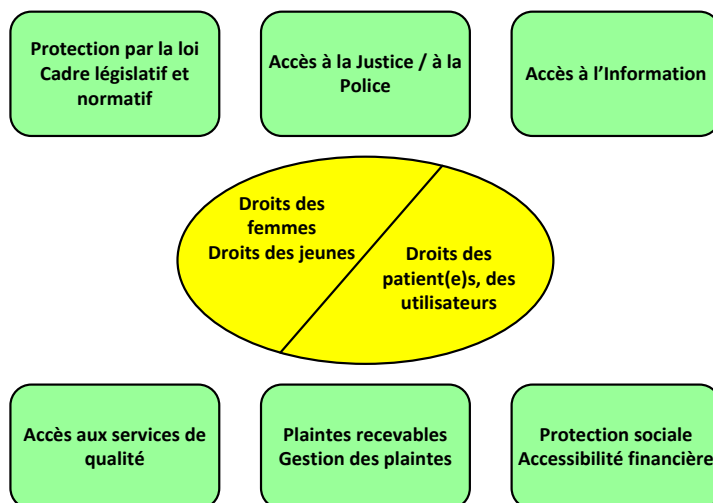 Protection par la loi
Cadre législatif et
normatif
Accès à la Justice / à la
Police
Accès à l’Information
Droits des
femmes
Droits des jeunes
Droits des
patient(e)s, des
utilisateurs
Accès aux services de
qualité
Plaintes recevables
Gestion des plaintes
Protection sociale
Accessibilité financière